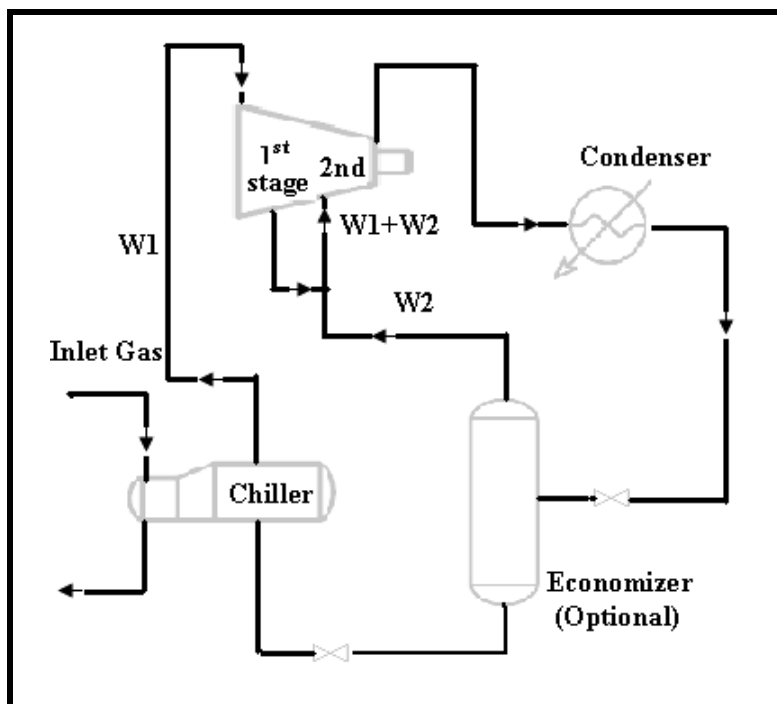 1st
stage
2nd
Condenser
W1
W1+W2
W2
Inlet Gas
Chiller
Economizer
(Optional)